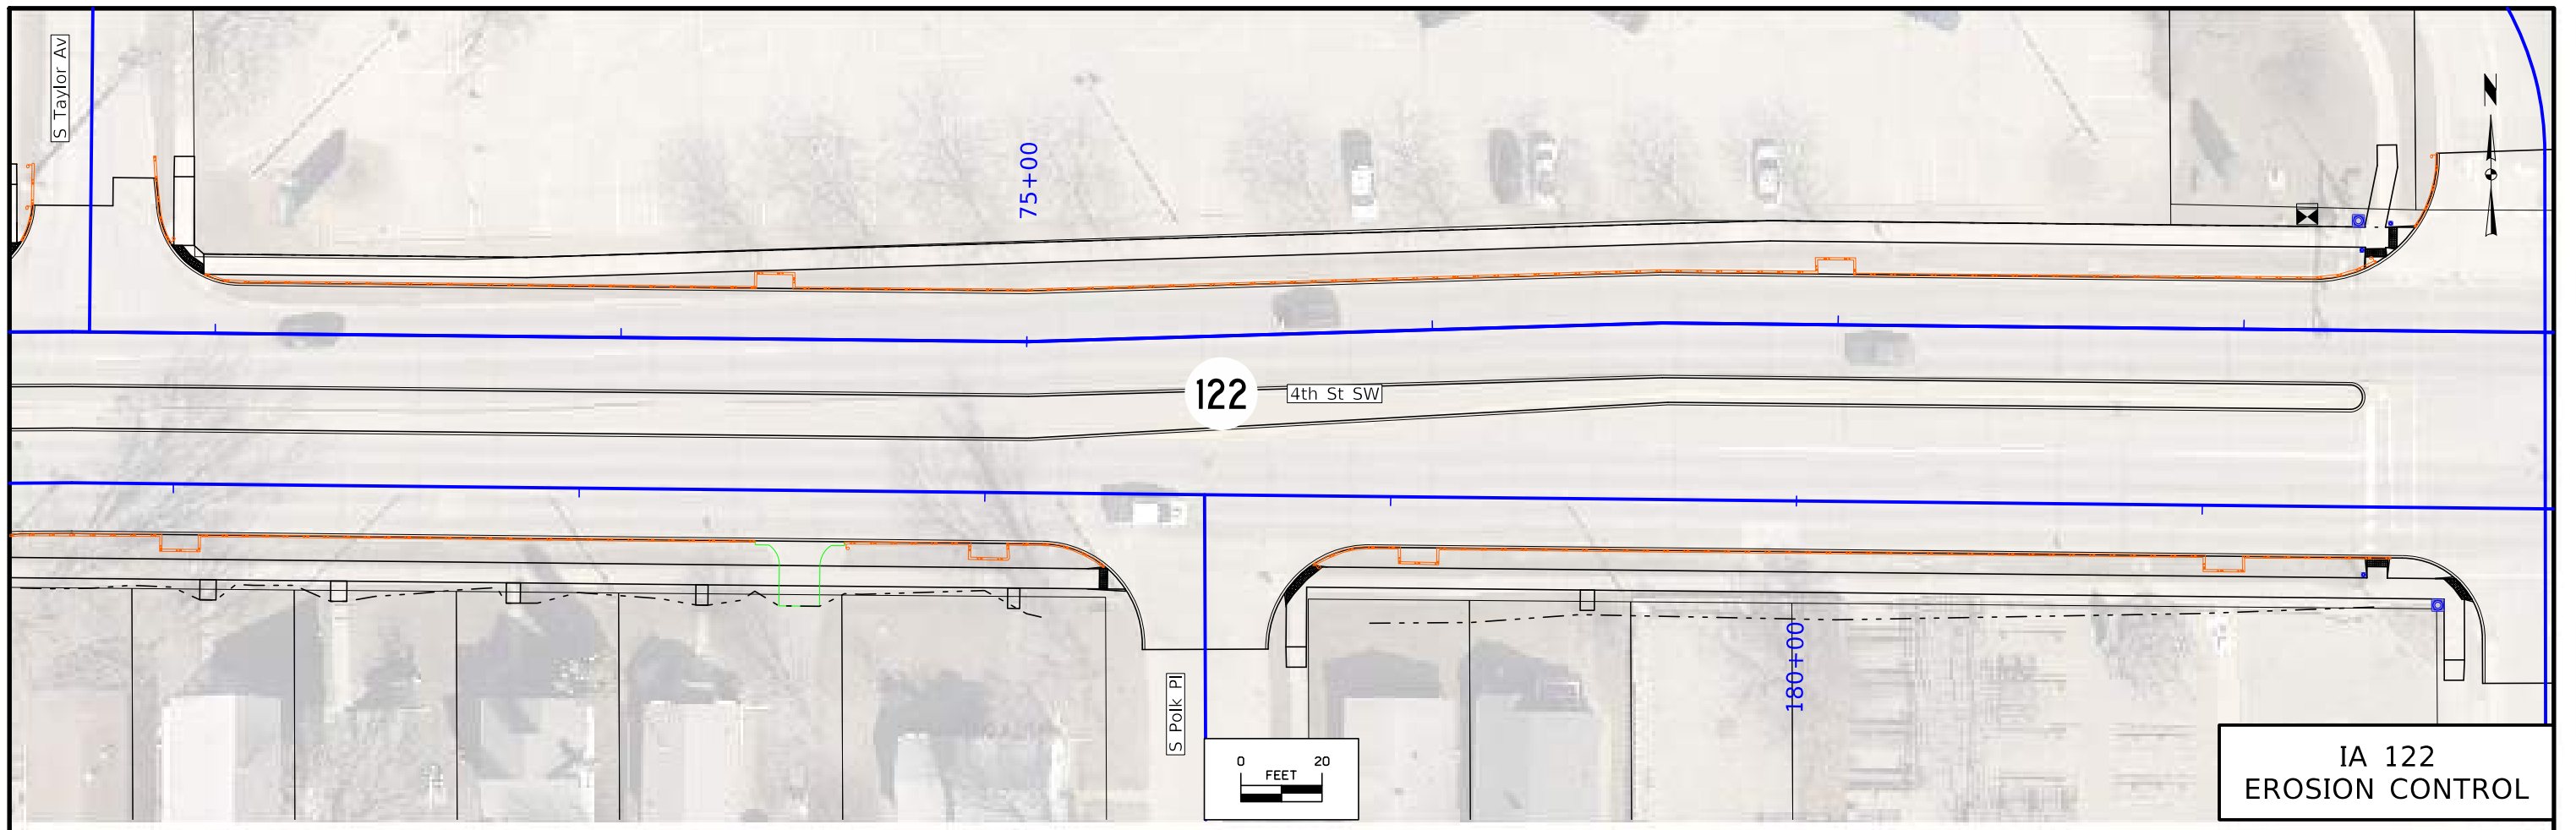 S Taylor Av
75+00
N
122
4th St SW
180+00
S Polk Pl
0 20
FEET
IA 122
EROSION CONTROL